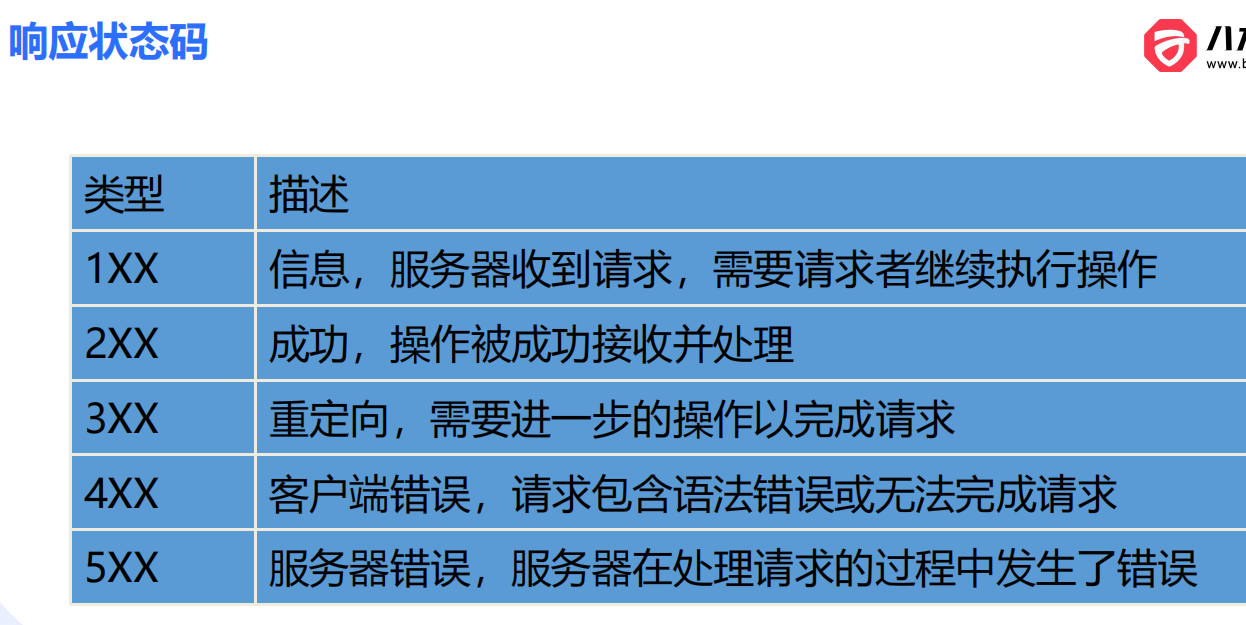 响应状态码
www.
类型 描述
1XX 信息，服务器收到请求，需要请求者继续执行操作
2XX 成功，操作被成功接收并处理
3XX 重定向，需要进一步的操作以完成请求
4XX 客户端错误，请求包含语法错误或无法完成请求
5XX 服务器错误，服务器在处理请求的过程中发生了错误